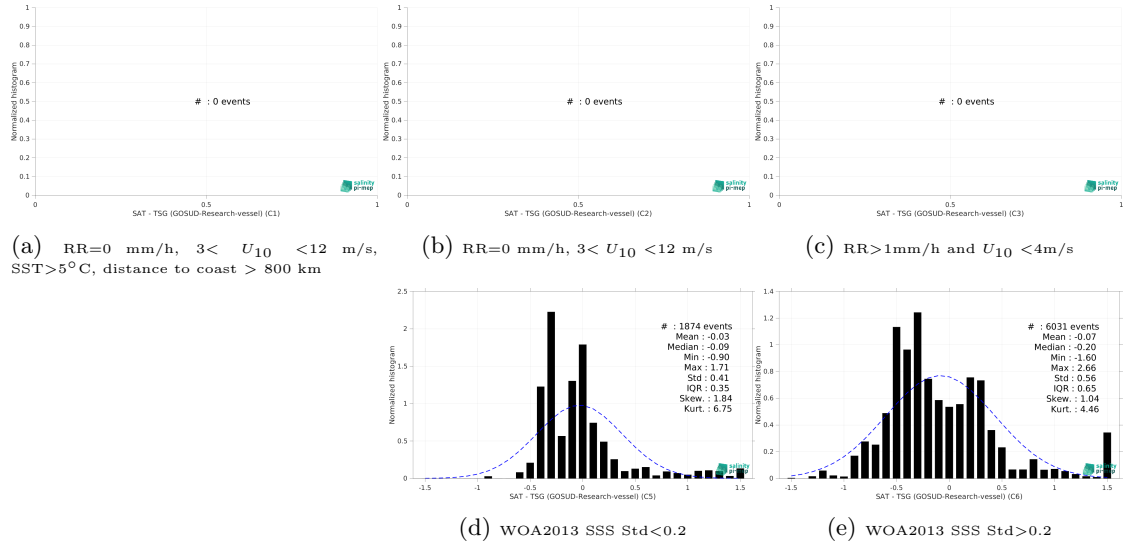 1
0.9
0.8
0.7
0.6
0.5
0.4
0.3
0.2
0.1
0
Normalized histogram
# : 0 events
salinity
pi-mep
0 0.5 1
SAT - TSG (GOSUD-Research-vessel) (C1)
(a) RR=0 mm/h, 3< U10 <12 m/s,
SST>5°C, distance to coast > 800 km
1
0.9
0.8
0.7
0.6
0.5
0.4
0.3
0.2
0.1
0
Normalized histogram
# : 0 events
salinity
pi-mep
0 0.5 1
SAT - TSG (GOSUD-Research-vessel) (C2)
(b) RR=0 mm/h, 3< U10 <12 m/s
1
0.9
0.8
0.7
0.6
0.5
0.4
0.3
0.2
0.1
0
Normalized histogram
# : 0 events
salinity
pi-mep
0 0.5 1
SAT - TSG (GOSUD-Research-vessel) (C3)
(c) RR>1mm/h and U10 <4m/s
2.5
2
1.5
1
0.5
0
Normalized histogram
# : 1874 events
Mean : -0.03
Median : -0.09
Min : -0.90
Max : 1.71
Std : 0.41
IQR : 0.35
Skew. : 1.84
Kurt. : 6.75
salinity
pi-mep
-1.5 -1 -0.5 0 0.5 1 1.5
SAT - TSG (GOSUD-Research-vessel) (C5)
(d) WOA2013 SSS Std<0.2
1.4
1.2
1
0.8
0.6
0.4
0.2
0
Normalized histogram
# : 6031 events
Mean : -0.07
Median : -0.20
Min : -1.60
Max : 2.66
Std : 0.56
IQR : 0.65
Skew. : 1.04
Kurt. : 4.46
salinity
pi-mep
-1.5 -1 -0.5 0 0.5 1 1.5
SAT - TSG (GOSUD-Research-vessel) (C6)
(e) WOA2013 SSS Std>0.2